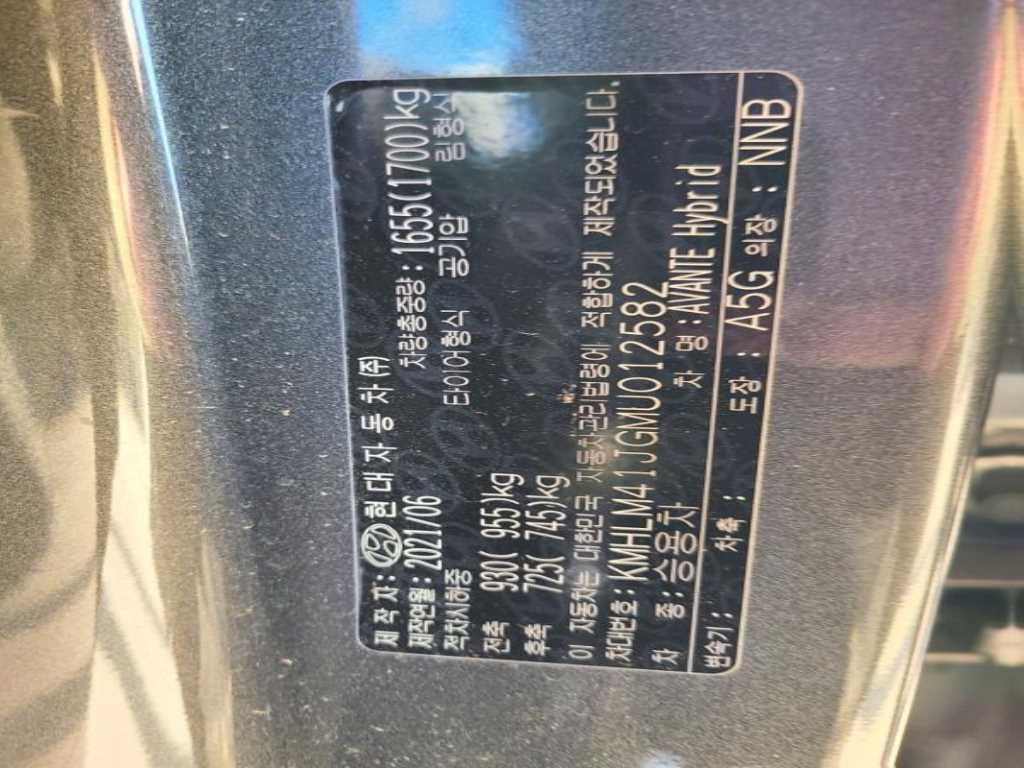 제 작 자: 현 대 자 동 차 (주)
제작연월: 2021/06 차량총중량: 1655(1700)kg
적차시하중 타이어형식 공기압 림형식
전축 930( 955)kg
후축 725( 745)kg
이 자동차는 대한민국 자동차관리법령에 적합하게 제작되었습니다.
차대번호: KMHLM41JGMU012582
차 종: 승용차 차 명: AVANTE Hybrid
변속기: 차축: 도장: A5G 의장: NNB